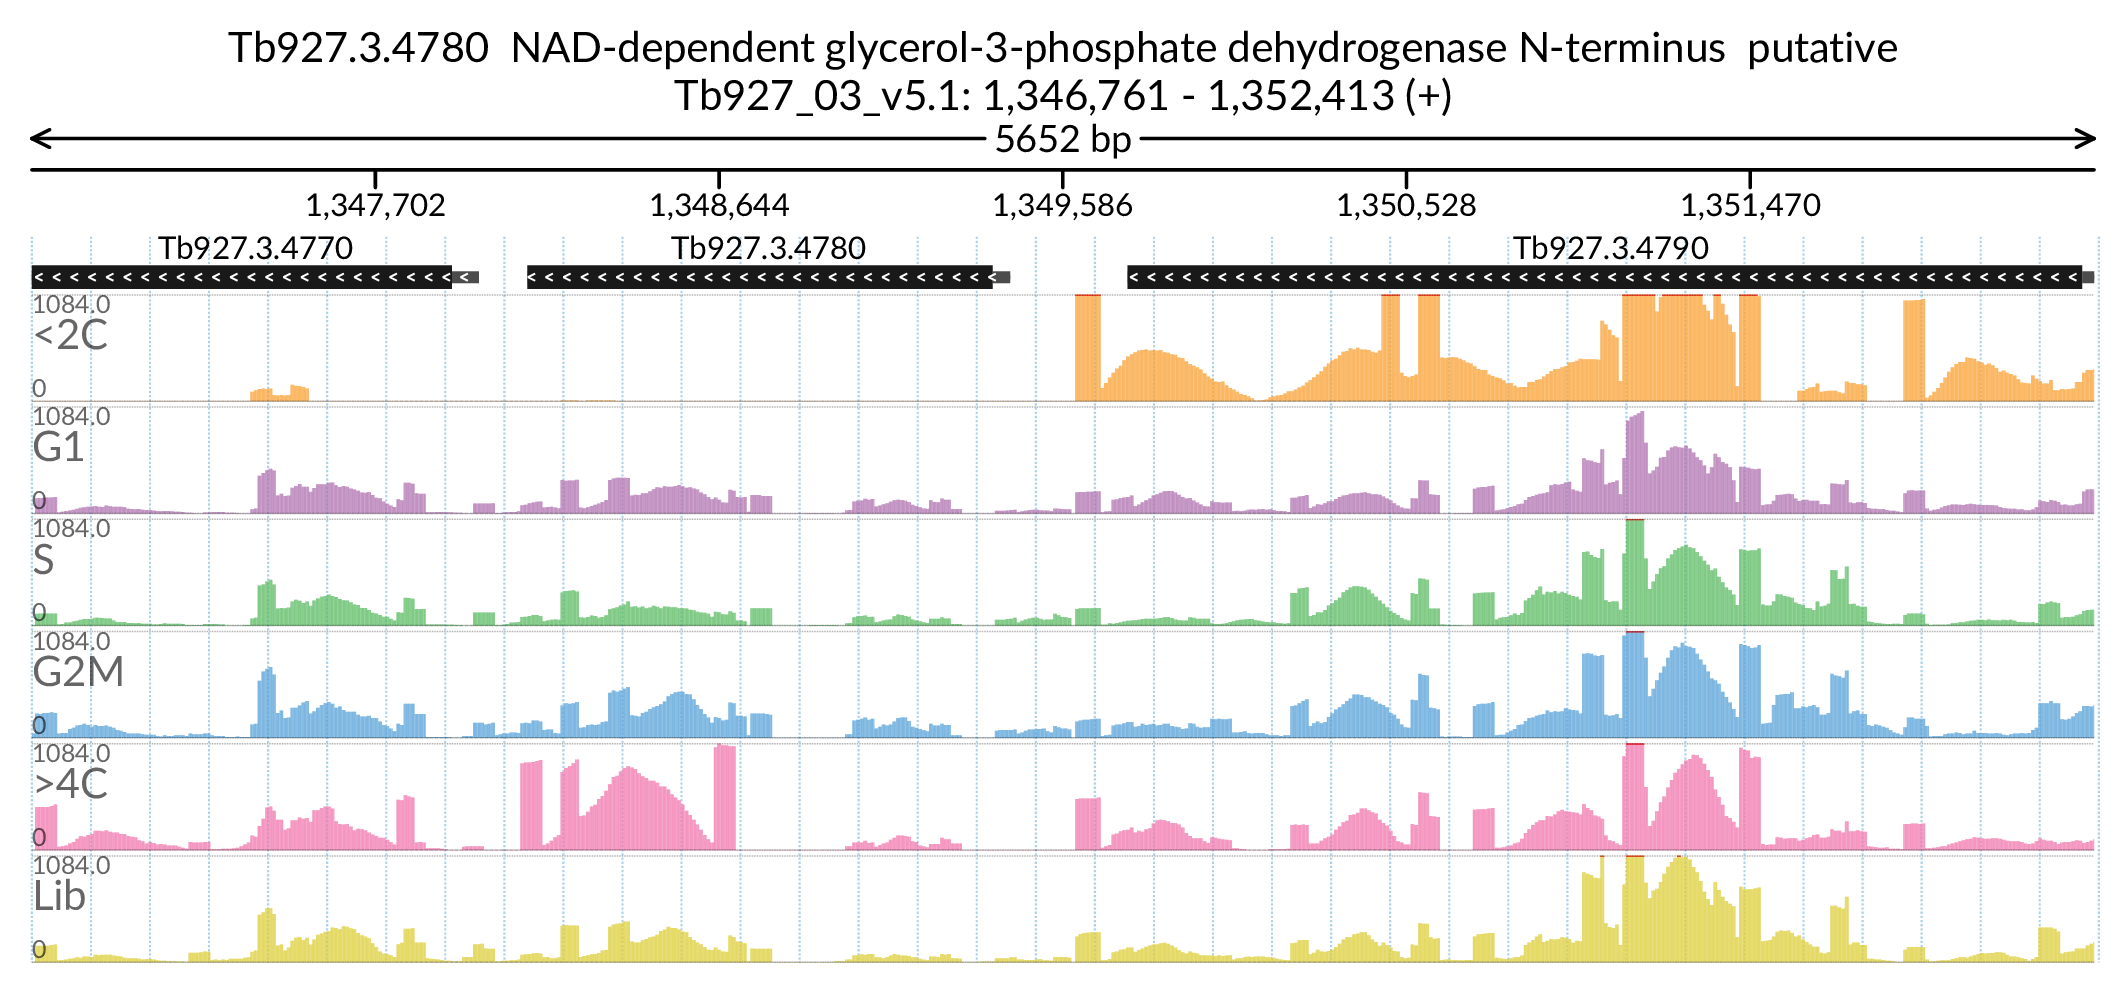 Tb927.3.4780 NAD-dependent glycerol-3-phosphate dehydrogenase N-terminus putative
Tb927_03_v5.1: 1,346,761 - 1,352,413 (+)
5652 bp
1,347,702 1,348,644 1,349,586 1,350,528 1,351,470
Tb927.3.4770 Tb927.3.4780 Tb927.3.4790
1084.0
<2C
0
1084.0
G1
0
1084.0
S
0
1084.0
G2M
0
1084.0
>4C
0
1084.0
Lib
0